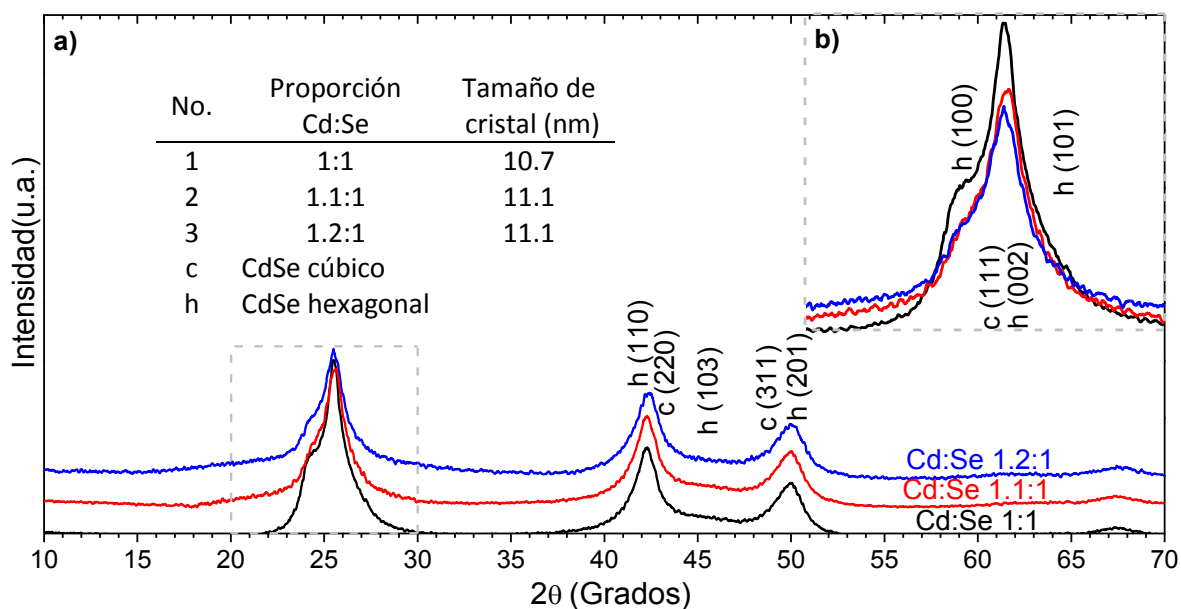 a)
b)
No. Proporción Cd:Se Tamaño de cristal (nm)
1 1:1 10.7
2 1.1:1 11.1
3 1.2:1 11.1
c CdSe cúbico
h CdSe hexagonal
h (100)
h (101)
c (111)
h (002)
h (110)
c (220)
h (103)
c (311)
h (201)
Cd:Se 1.2:1
Cd:Se 1.1:1
Cd:Se 1:1
Intensidad(u.a.)
10 15 20 25 30 35 40 45 50 55 60 65 70
2θ (Grados)